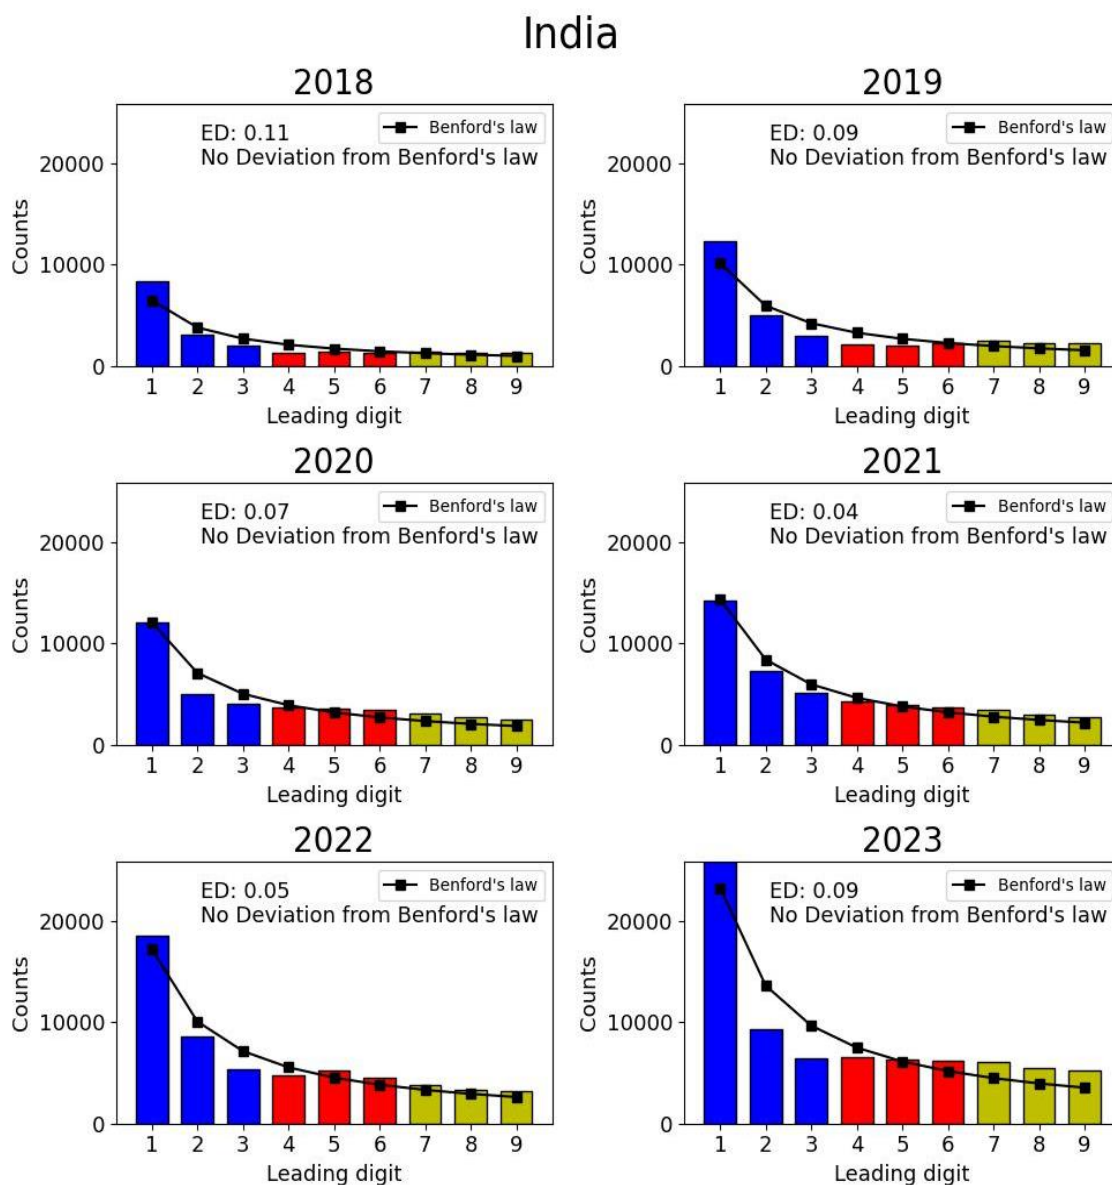 India
2018
ED: 0.11
No Deviation from Benford's law
Benford's law
20000
10000
0
Counts
1 2 3 4 5 6 7 8 9
Leading digit
2019
ED: 0.09
No Deviation from Benford's law
Benford's law
20000
10000
0
Counts
1 2 3 4 5 6 7 8 9
Leading digit
2020
ED: 0.07
No Deviation from Benford's law
Benford's law
20000
10000
0
Counts
1 2 3 4 5 6 7 8 9
Leading digit
2021
ED: 0.04
No Deviation from Benford's law
Benford's law
20000
10000
0
Counts
1 2 3 4 5 6 7 8 9
Leading digit
2022
ED: 0.05
No Deviation from Benford's law
Benford's law
20000
10000
0
Counts
1 2 3 4 5 6 7 8 9
Leading digit
2023
ED: 0.09
No Deviation from Benford's law
Benford's law
20000
10000
0
Counts
1 2 3 4 5 6 7 8 9
Leading digit